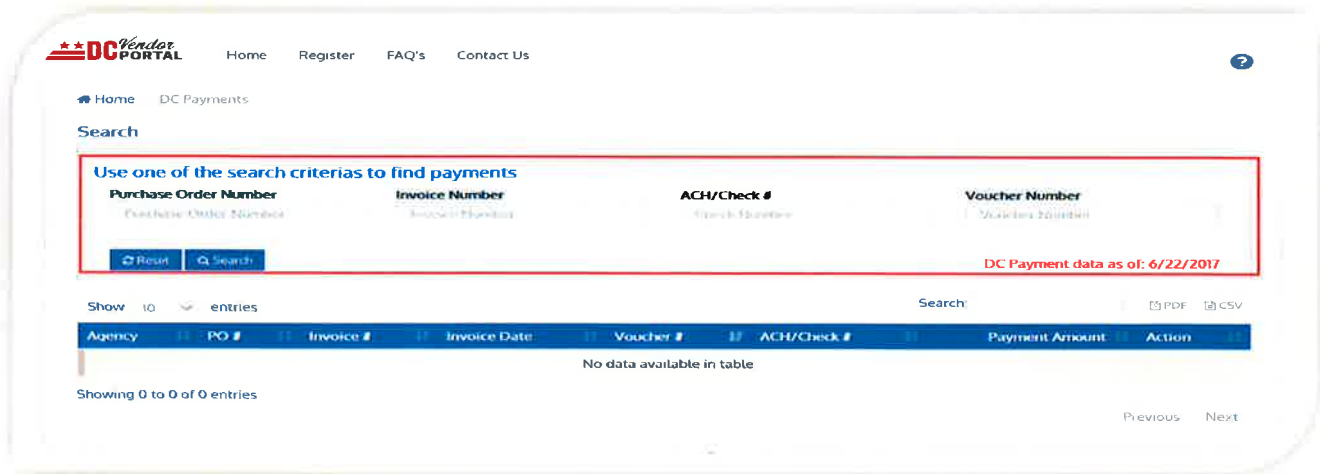 DC Vendor PORTAL Home Register FAQ's Contact Us ?
Home DC Payments
Search
Use one of the search criterias to find payments
Purchase Order Number Invoice Number ACH/Check # Voucher Number
Purchase Order Number Invoice Number Check Number Voucher Number
Reset Search DC Payment data as of: 6/22/2017
Show 10 entries Search: PDF CSV
Agency PO # Invoice # Invoice Date Voucher # ACH/Check # Payment Amount Action
No data available in table
Showing 0 to 0 of 0 entries
Previous Next